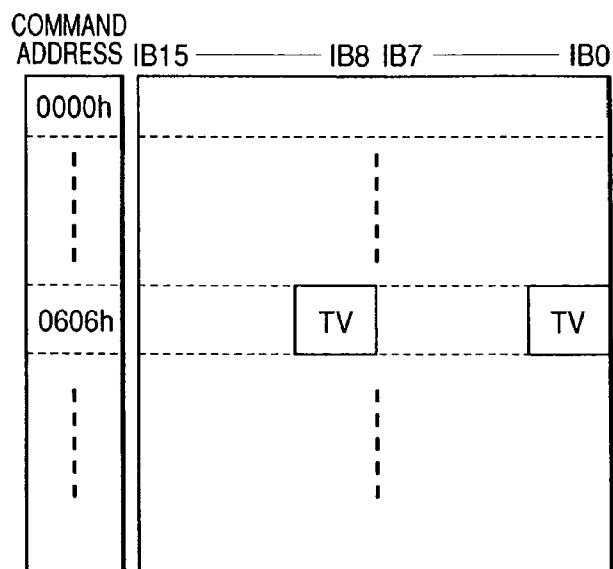 COMMAND
ADDRESS IB15 IB8 IB7 IB0
0000h
0606h TV TV